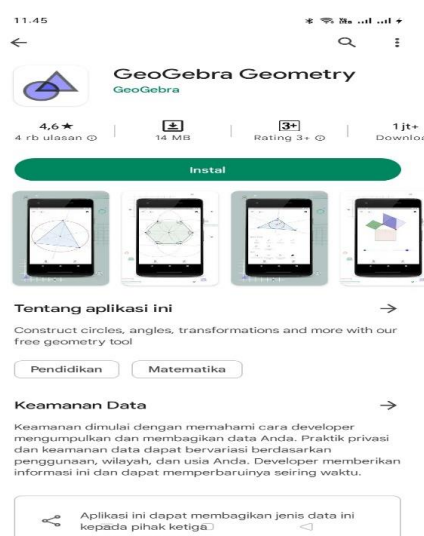 11.45
GeoGebra Geometry
GeoGebra
4,6★
4 rb ulasan
14 MB
3+
Rating 3+
1 jt+
Downloa
Instal
Tentang aplikasi ini
Construct circles, angles, transformations and more with our
free geometry tool
Pendidikan
Matematika
Keamanan Data
Keamanan dimulai dengan memahami cara developer
mengumpulkan dan membagikan data Anda. Praktik privasi
dan keamanan data dapat bervariasi berdasarkan
penggunaan, wilayah, dan usia Anda. Developer memberikan
informasi ini dan dapat memperbaruinya seiring waktu.
Aplikasi ini dapat membagikan jenis data ini
kepada pihak ketiga